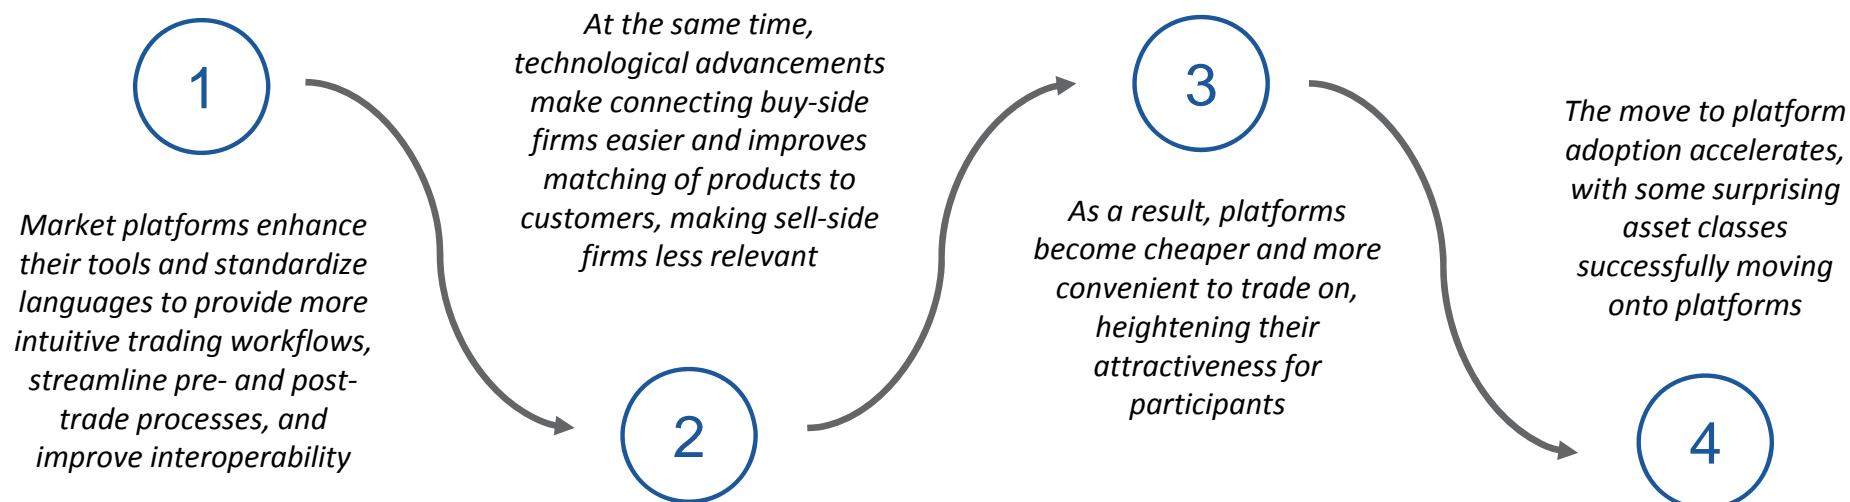 1
Market platforms enhance
their tools and standardize
languages to provide more
intuitive trading workflows,
streamline pre- and post-
trade processes, and
improve interoperability
At the same time,
technological advancements
make connecting buy-side
firms easier and improves
matching of products to
customers, making sell-side
firms less relevant
2
3
As a result, platforms
become cheaper and more
convenient to trade on,
heightening their
attractiveness for
participants
The move to platform
adoption accelerates,
with some surprising
asset classes
successfully moving
onto platforms
4